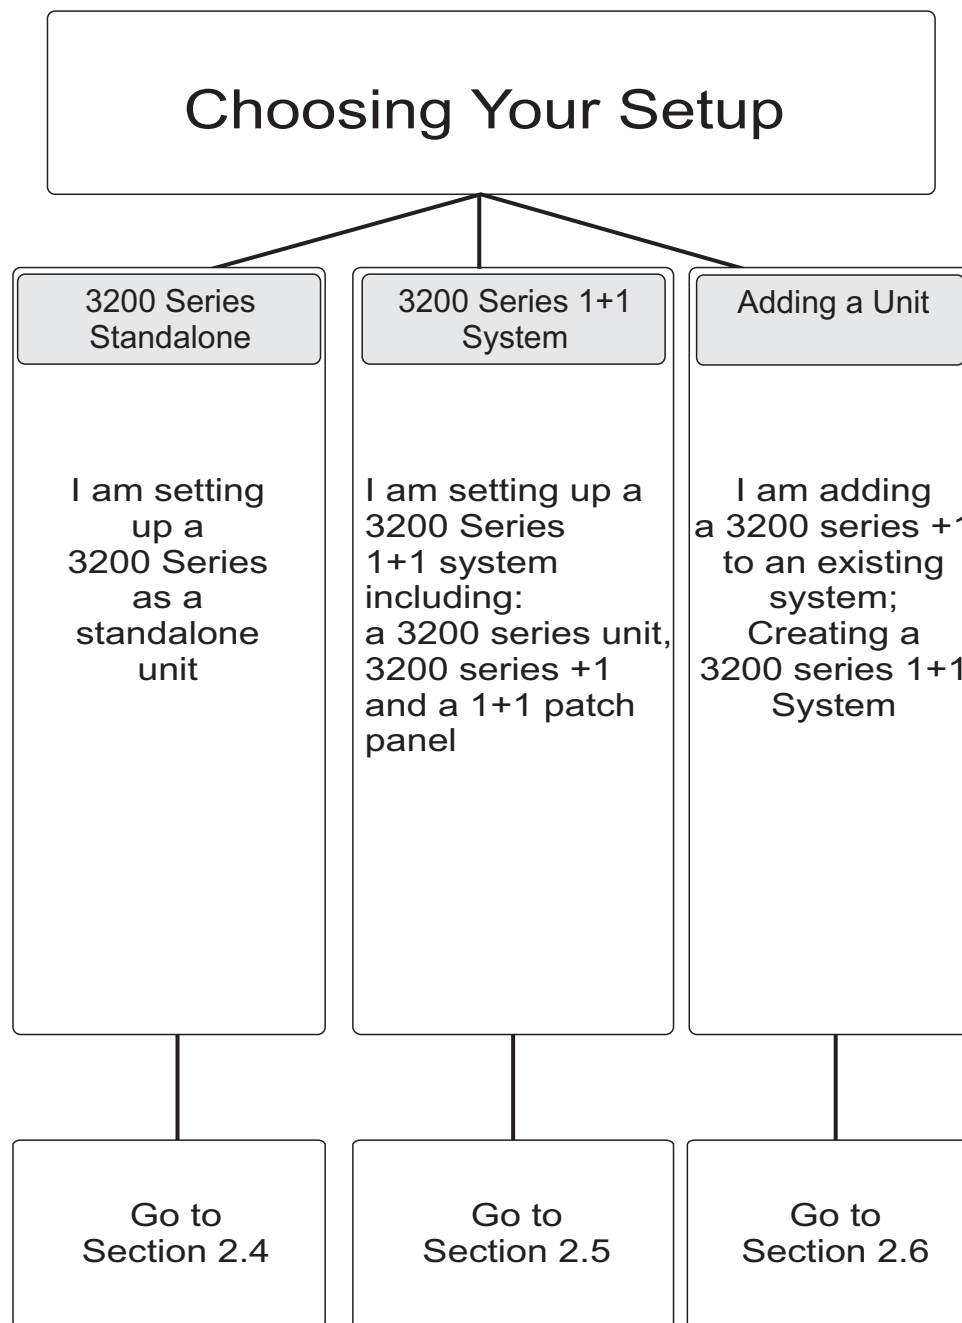 Choosing Your Setup
3200 Series
Standalone
I am setting
up a
3200 Series
as a
standalone
unit
Go to
Section 2.4
3200 Series 1+1
System
I am setting up a
3200 Series
1+1 system
including:
a 3200 series unit,
3200 series +1
and a 1+1 patch
panel
Go to
Section 2.5
Adding a Unit
I am adding
a 3200 series +1
to an existing
system;
Creating a
3200 series 1+1
System
Go to
Section 2.6